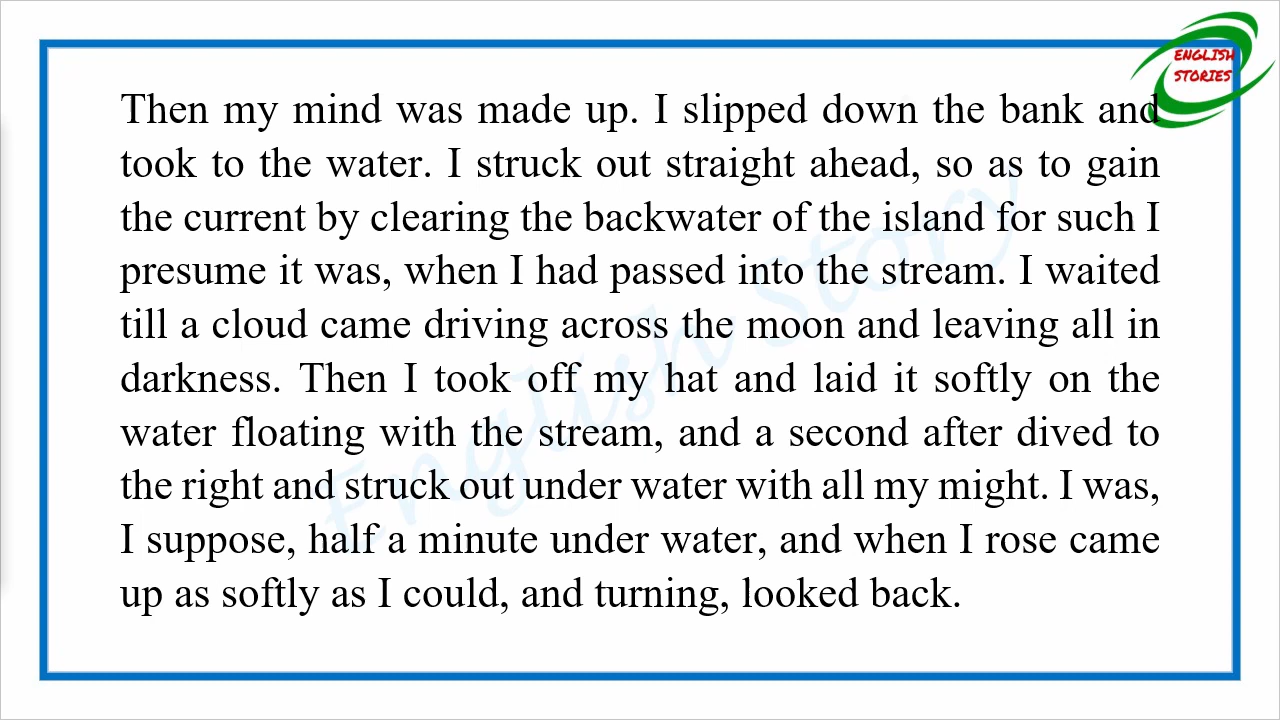 ENGLISH
STORIES
Then my mind was made up. I slipped down the bank and
took to the water. I struck out straight ahead, so as to gain
the current by clearing the backwater of the island for such I
presume it was, when I had passed into the stream. I waited
till a cloud came driving across the moon and leaving all in
darkness. Then I took off my hat and laid it softly on the
water floating with the stream, and a second after dived to
the right and struck out under water with all my might. I was,
I suppose, half a minute under water, and when I rose came
up as softly as I could, and turning, looked back.
English Story